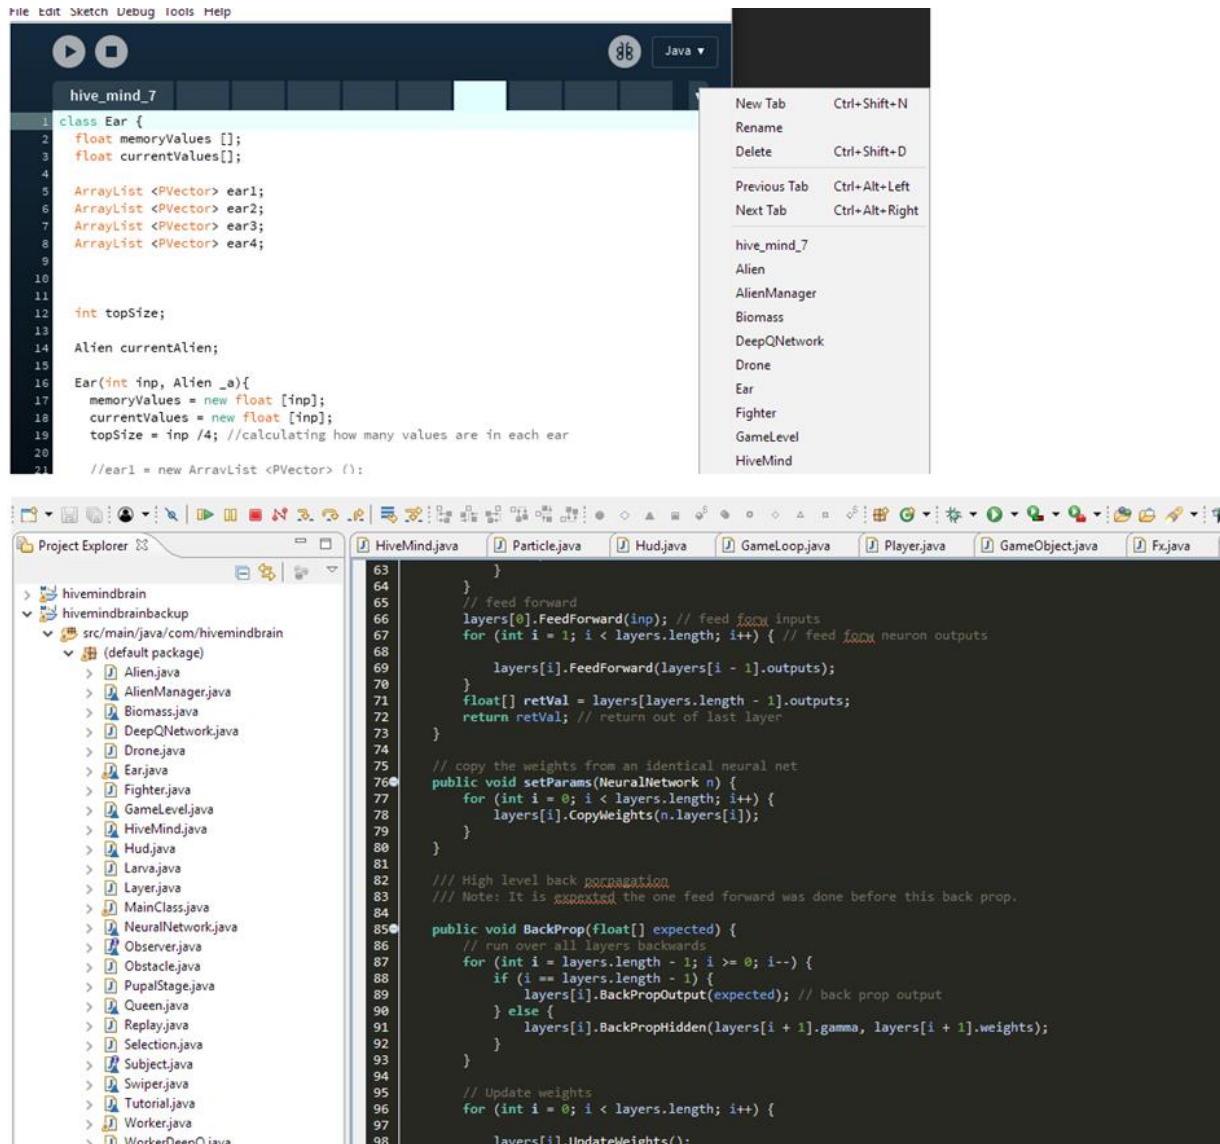 File Edit Sketch Debug Tools Help
Java ▾
hive_mind_7
1 class Ear {
2 float memoryValues [];
3 float currentValues[];
4
5 ArrayList <PVector> ear1;
6 ArrayList <PVector> ear2;
7 ArrayList <PVector> ear3;
8 ArrayList <PVector> ear4;
9
10
11
12 int topSize;
13
14 Alien currentAlien;
15
16 Ear(int inp, Alien _a){
17 memoryValues = new float [inp];
18 currentValues = new float [inp];
19 topSize = inp /4; //calculating how many values are in each ear
20
21 //ear1 = new ArrayList <PVector> ();
New Tab Ctrl+Shift+N
Rename
Delete Ctrl+Shift+D
Previous Tab Ctrl+Alt+Left
Next Tab Ctrl+Alt+Right
hive_mind_7
Alien
AlienManager
Biomass
DeepQNetwork
Drone
Ear
Fighter
GameLevel
HiveMind
Project Explorer
hivemindbrain
hivemindbrainbackup
src/main/java/com/hivemindbrain
(default package)
Alien.java
AlienManager.java
Biomass.java
DeepQNetwork.java
Drone.java
Ear.java
Fighter.java
GameLevel.java
HiveMind.java
Hud.java
Larva.java
Layer.java
MainClass.java
NeuralNetwork.java
Observer.java
Obstacle.java
PupalStage.java
Queen.java
Replay.java
Selection.java
Subject.java
Swiper.java
Tutorial.java
Worker.java
WorkerDeepQ.java
HiveMind.java Particle.java Hud.java GameLoop.java Player.java GameObject.java Fx.java
63 }
64 }
65 // feed forward
66 layers[0].FeedForward(inp); // feed forw inputs
67 for (int i = 1; i < layers.length; i++) { // feed forw neuron outputs
68
69 layers[i].FeedForward(layers[i - 1].outputs);
70 }
71 float[] retVal = layers[layers.length - 1].outputs;
72 return retVal; // return out of last layer
73 }
74
75 // copy the weights from an identical neural net
76 public void setParams(NeuralNetwork n) {
77 for (int i = 0; i < layers.length; i++) {
78 layers[i].CopyWeights(n.layers[i]);
79 }
80 }
81
82 /// High level back porpagation
83 /// Note: It is expexted the one feed forward was done before this back prop.
84
85 public void BackProp(float[] expected) {
86 // run over all layers backwards
87 for (int i = layers.length - 1; i >= 0; i--) {
88 if (i == layers.length - 1) {
89 layers[i].BackPropOutput(expected); // back prop output
90 } else {
91 layers[i].BackPropHidden(layers[i + 1].gamma, layers[i + 1].weights);
92 }
93 }
94
95 // Update weights
96 for (int i = 0; i < layers.length; i++) {
97
98 layers[i].UpdateWeights();